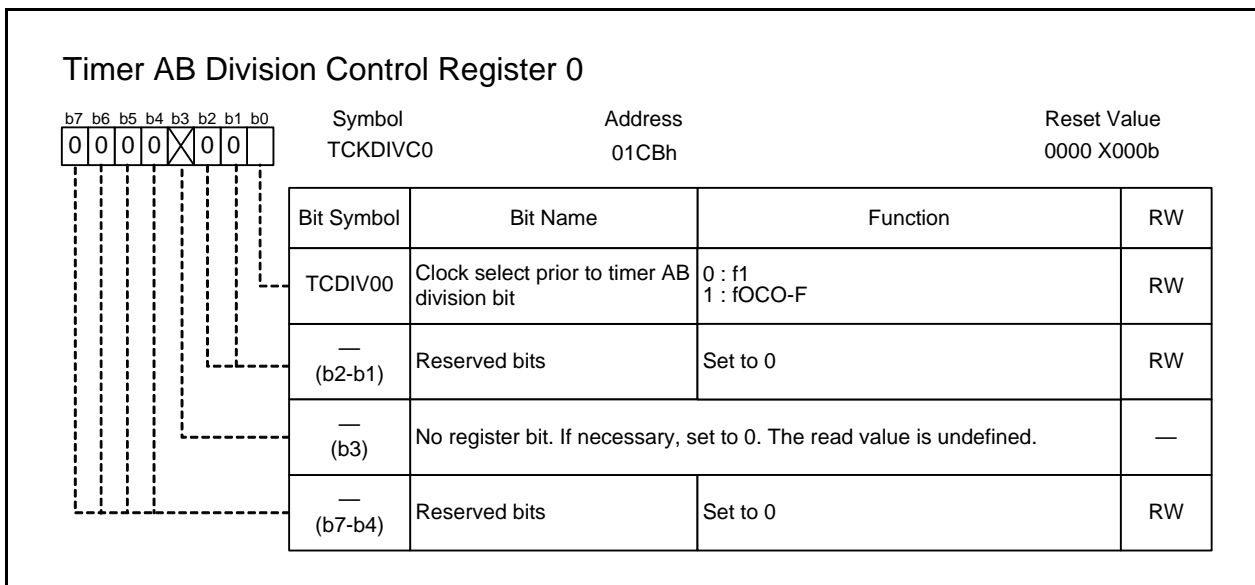 Timer AB Division Control Register 0
b7 b6 b5 b4 b3 b2 b1 b0
Symbol Address Reset Value
0 0 0 0 0 0
TCKDIVC0 01CBh 0000 X000b
Bit Symbol Bit Name Function RW
TCDIV00 Clock select prior to timer AB division bit 0 : f1
1 : fOCO-F RW
—
(b2-b1) Reserved bits Set to 0 RW
—
(b3) No register bit. If necessary, set to 0. The read value is undefined. —
—
(b7-b4) Reserved bits Set to 0 RW